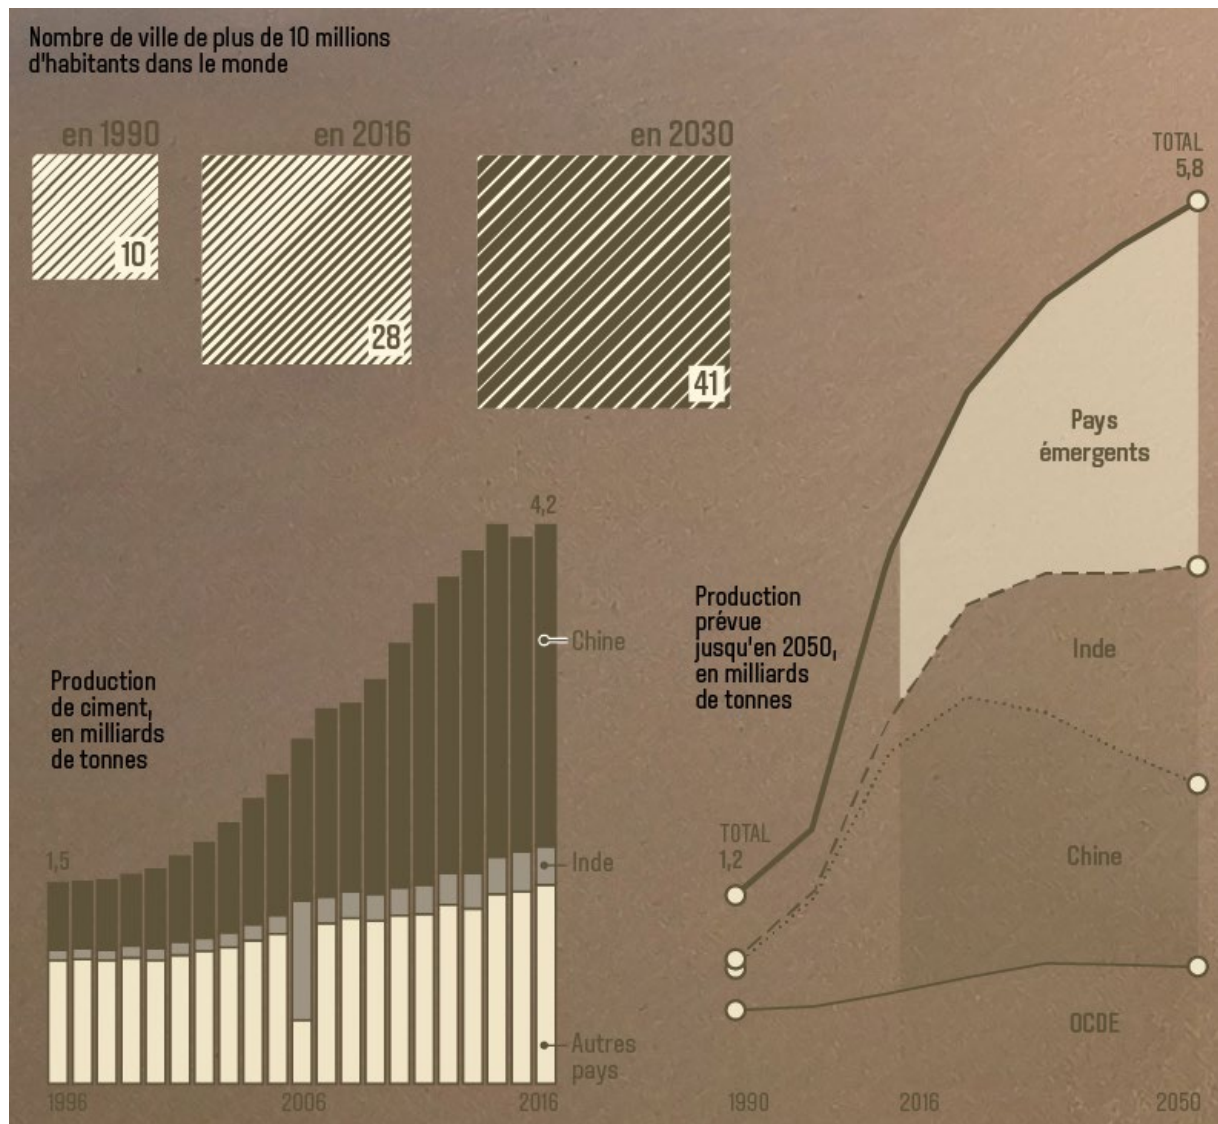 Nombre de ville de plus de 10 millions
d'habitants dans le monde
en 1990
en 2016
en 2030
10
28
41
Production
de ciment,
en milliards
de tonnes
1,5
4,2
Chine
Inde
Autres
pays
1996
2006
2016
Production
prévue
jusqu'en 2050,
en milliards
de tonnes
TOTAL
1,2
TOTAL
5,8
Pays
émergents
Inde
Chine
OCDE
1990
2016
2050